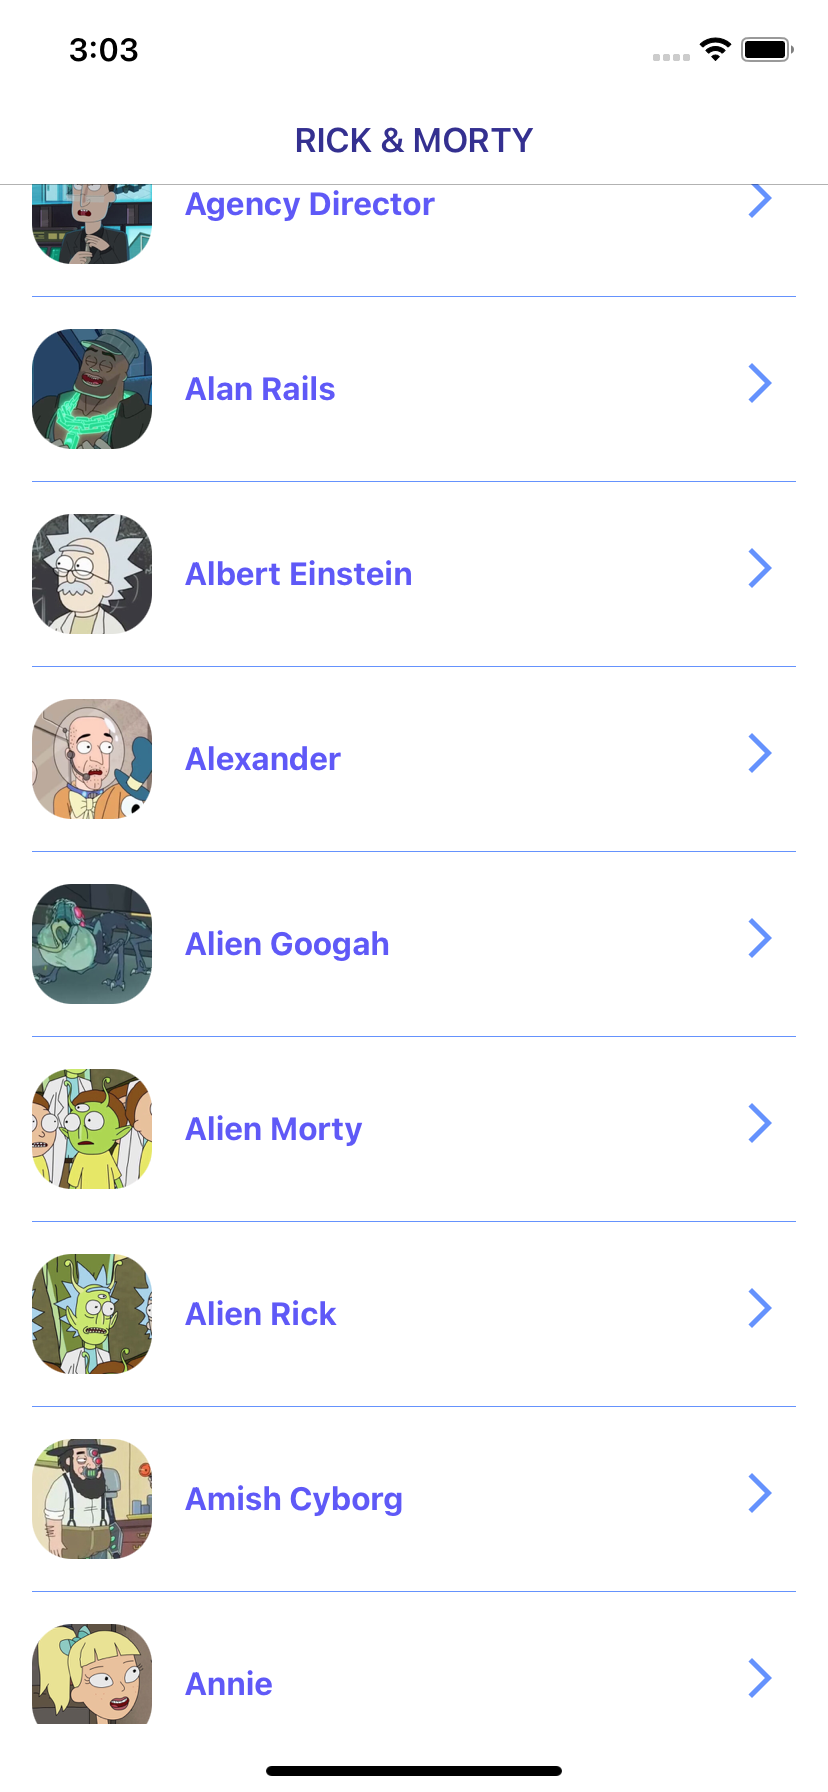 3:03
RICK & MORTY
Agency Director
Alan Rails
Albert Einstein
Alexander
Alien Googah
Alien Morty
Alien Rick
Amish Cyborg
Annie